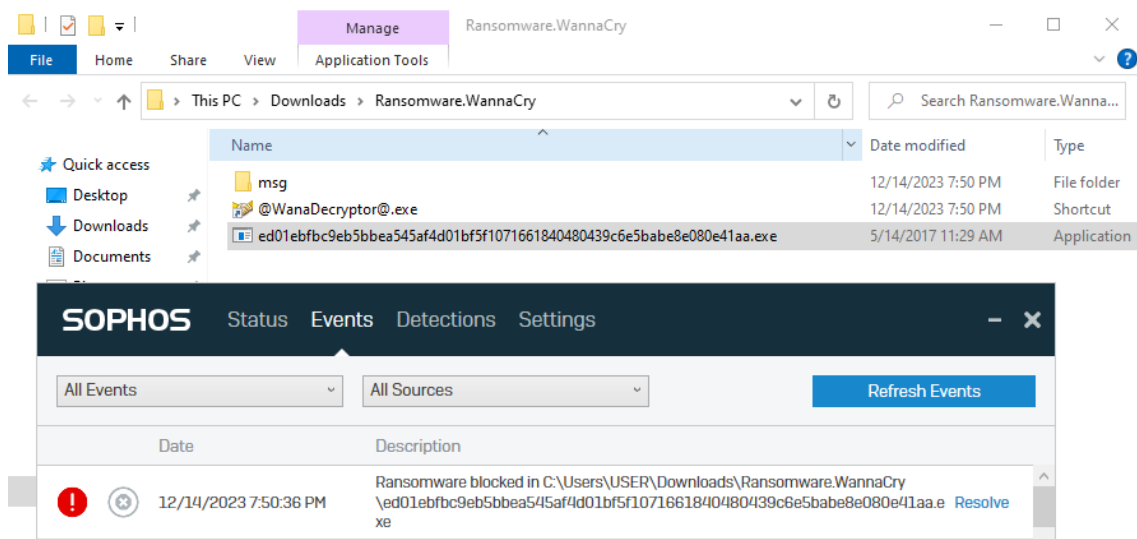 Manage
Ransomware.WannaCry
File
Home
Share
View
Application Tools
This PC > Downloads > Ransomware.WannaCry
Search Ransomware.Wanna...
Name
Date modified
Type
Quick access
msg
12/14/2023 7:50 PM
File folder
Desktop
@WanaDecryptor@.exe
12/14/2023 7:50 PM
Shortcut
Downloads
ed01ebfbc9eb5bbea545af4d01bf5f1071661840480439c6e5babe8e080e41aa.exe
5/14/2017 11:29 AM
Application
Documents
SOPHOS
Status
Events
Detections
Settings
All Events
All Sources
Refresh Events
Date
Description
12/14/2023 7:50:36 PM
Ransomware blocked in C:\Users\USER\Downloads\Ransomware.WannaCry
\ed01ebfbc9eb5bbea545af4d01bf5f1071661840480439c6e5babe8e080e41aa.e
xe
Resolve